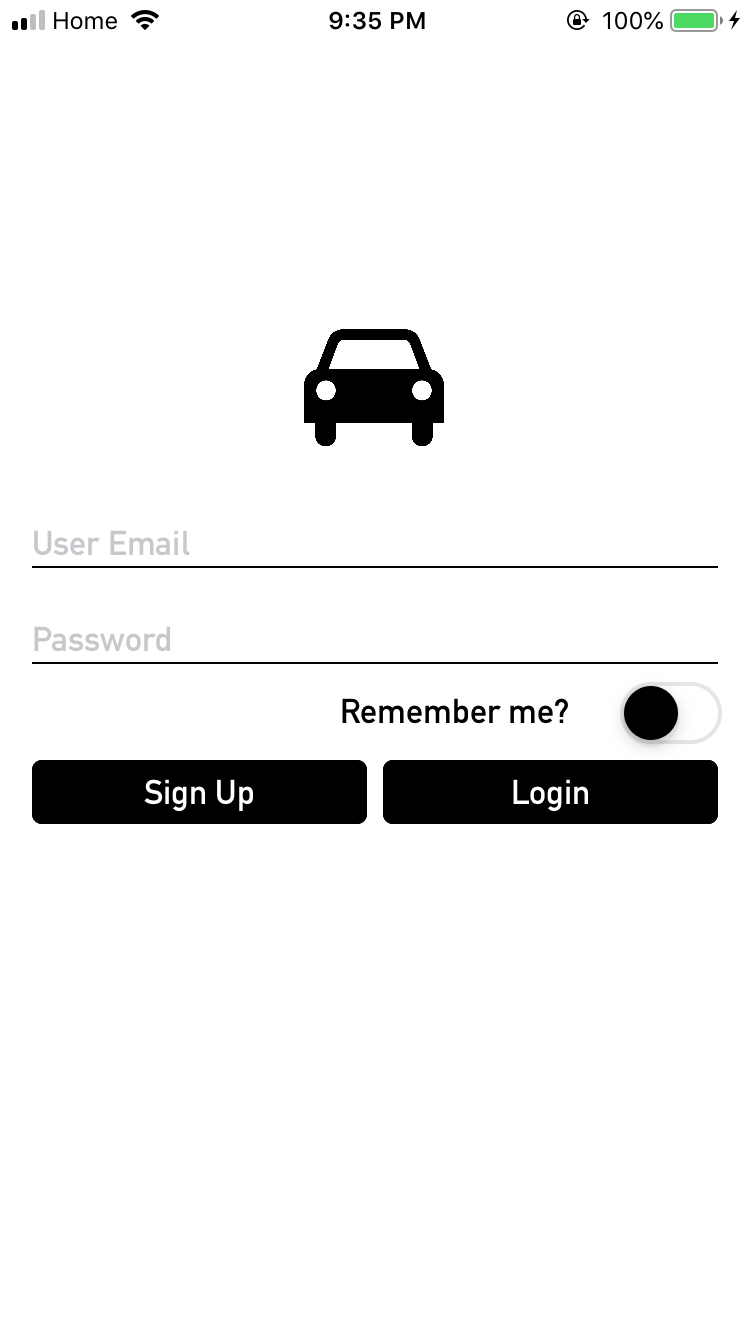 Home 9:35 PM 100%
User Email
Password
Remember me?
Sign Up Login